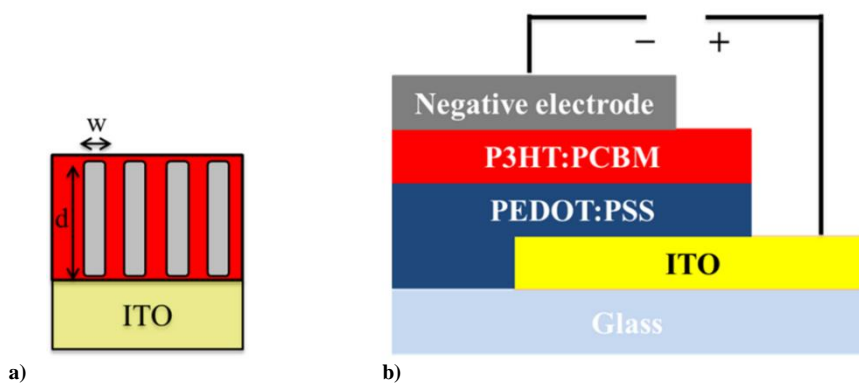 w
d
ITO
a)
− +
Negative electrode
P3HT:PCBM
PEDOT:PSS
ITO
Glass
b)